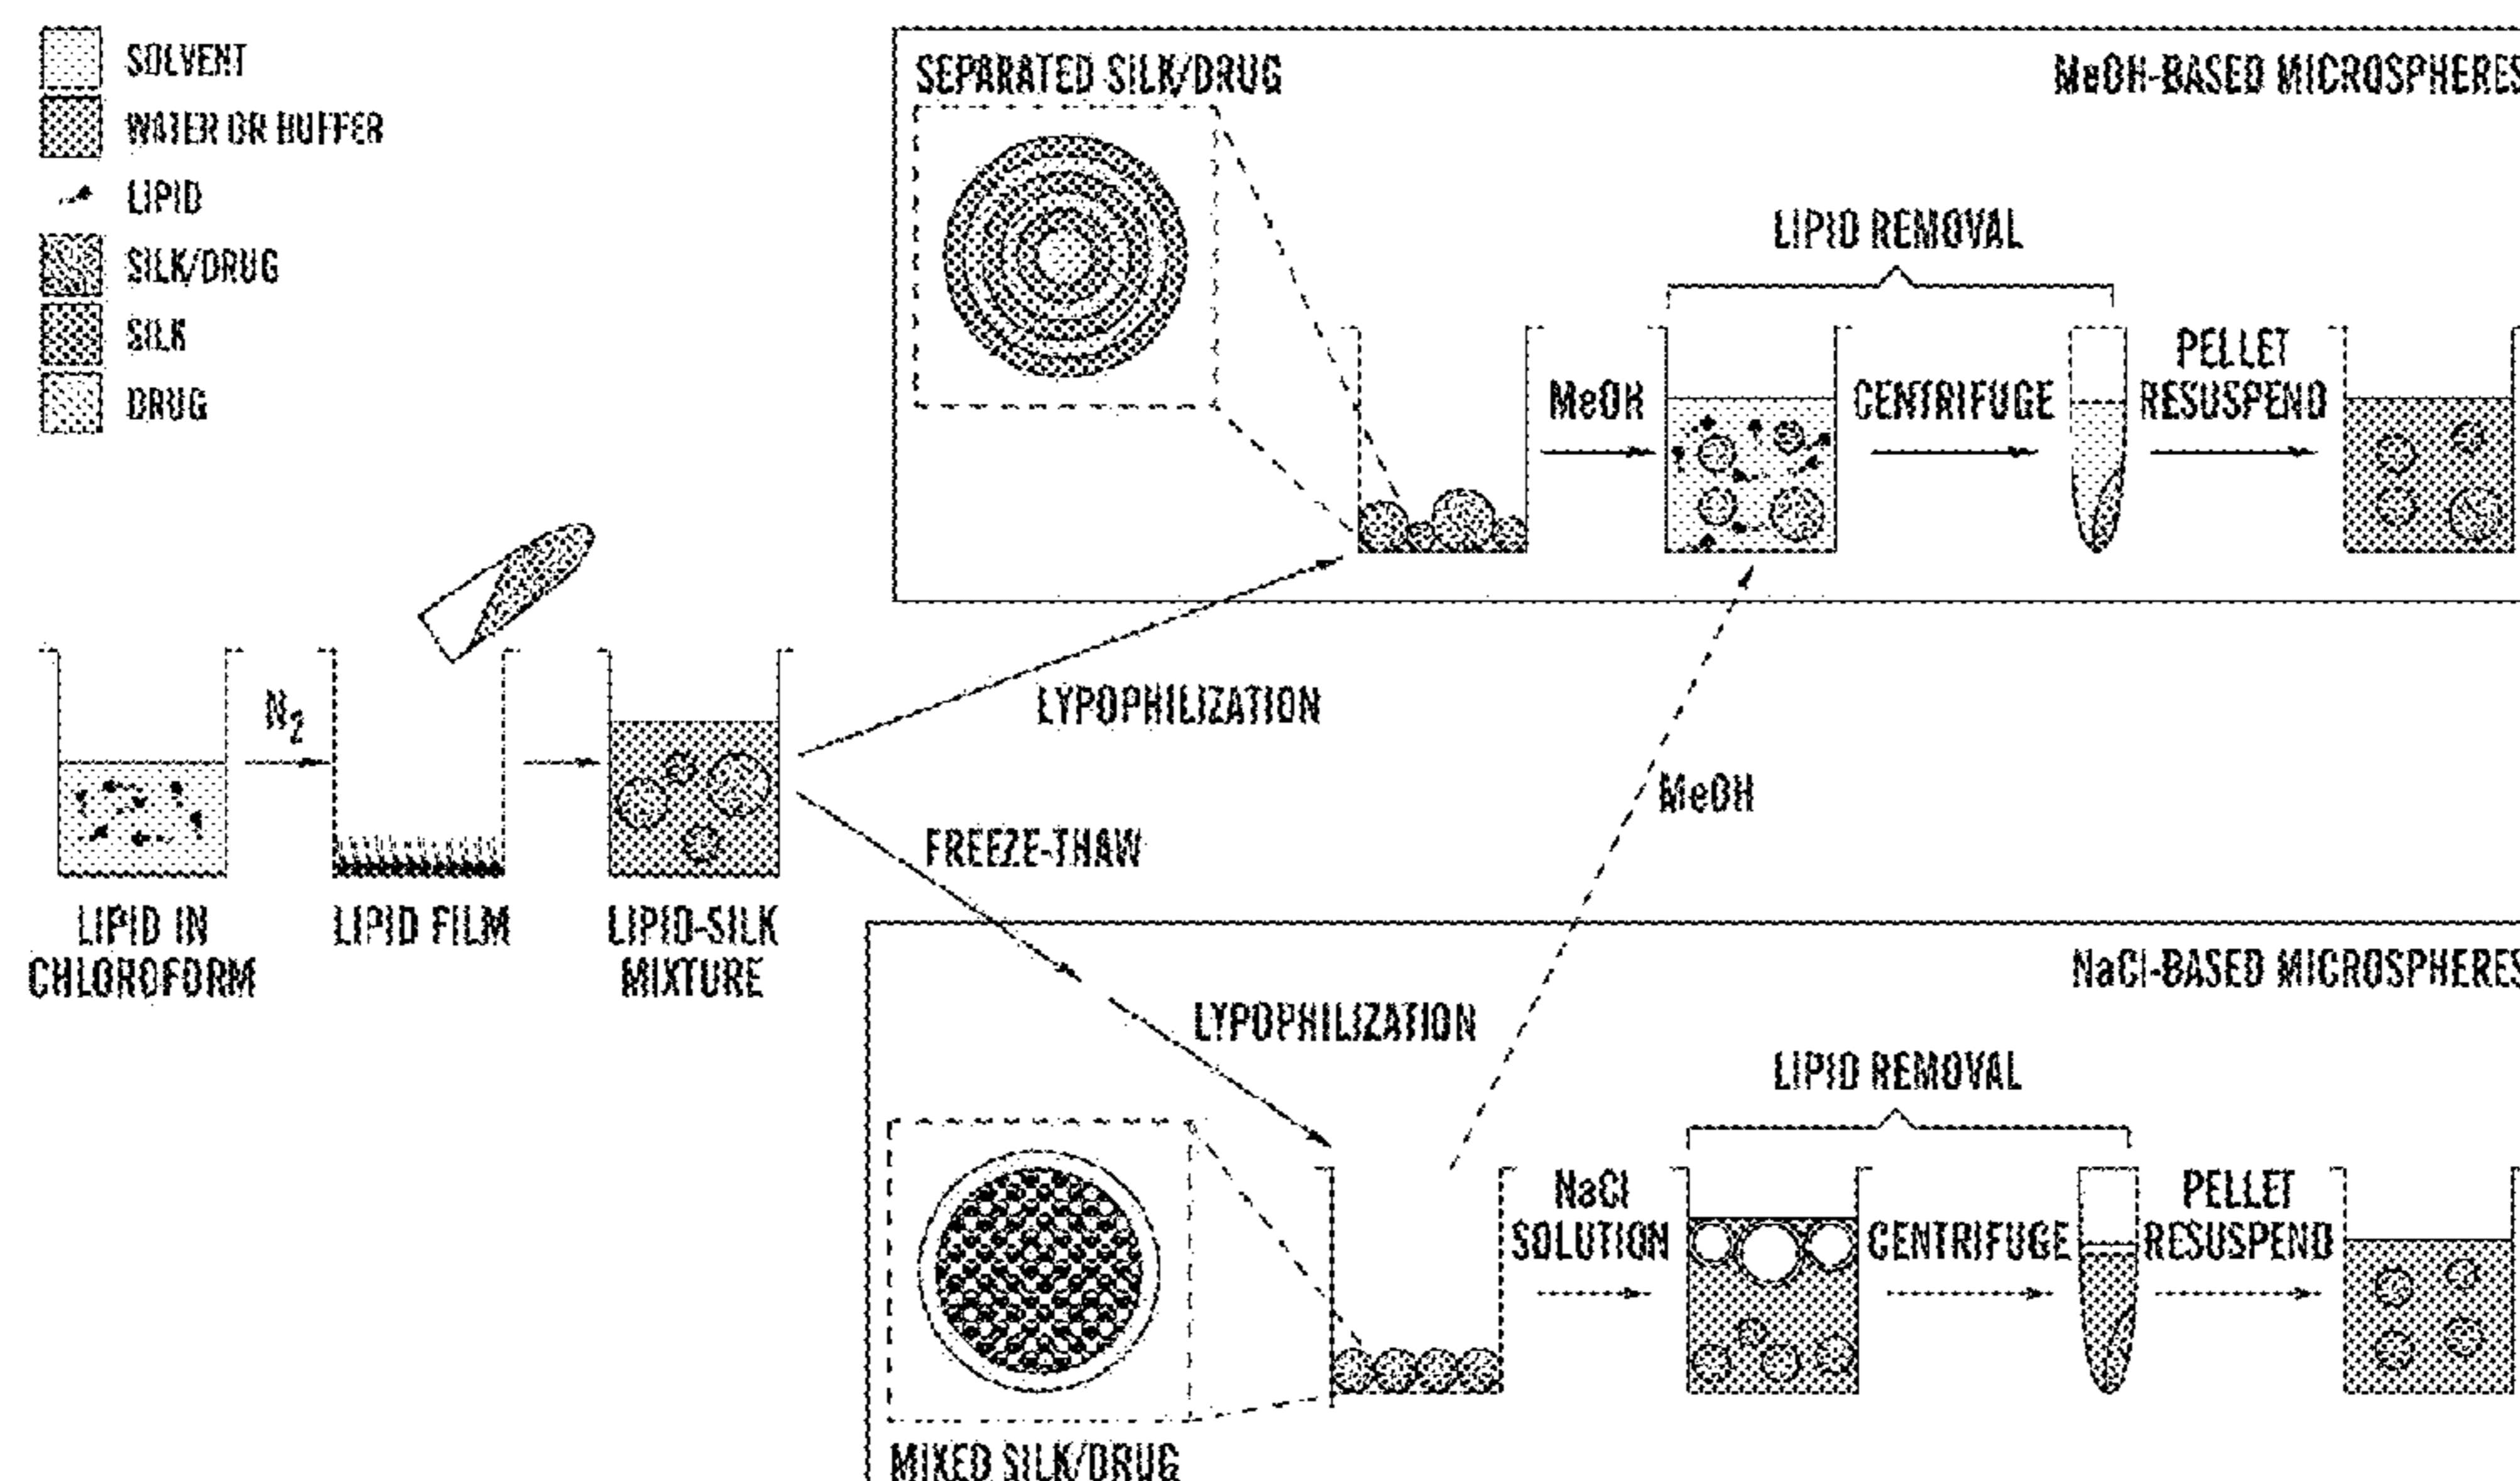 SOLVENT
WATER OR BUFFER
LIPID
SILK/DRUG
SILK
DRUG
SEPARATED SILK/DRUG
MeOH-BASED MICROSPHERES
LIPID REMOVAL
MeOH
CENTRIFUGE
PELLET
RESUSPEND
N2
LYPOPHILIZATION
FREEZE-THAW
MeOH
LIPID IN
CHLOROFORM
LIPID FILM
LIPID-SILK
MIXTURE
NaCl-BASED MICROSPHERES
LYPOPHILIZATION
LIPID REMOVAL
NaCl
SOLUTION
CENTRIFUGE
PELLET
RESUSPEND
MIXED SILK/DRUG